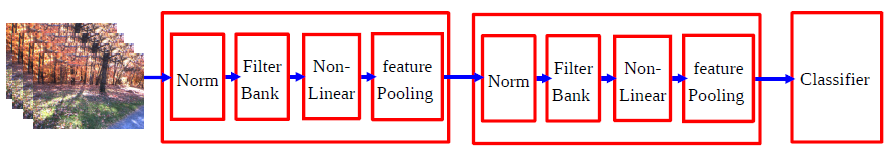 Norm
Filter
Bank
Non-
Linear
feature
Pooling
Norm
Filter
Bank
Non-
Linear
feature
Pooling
Classifier